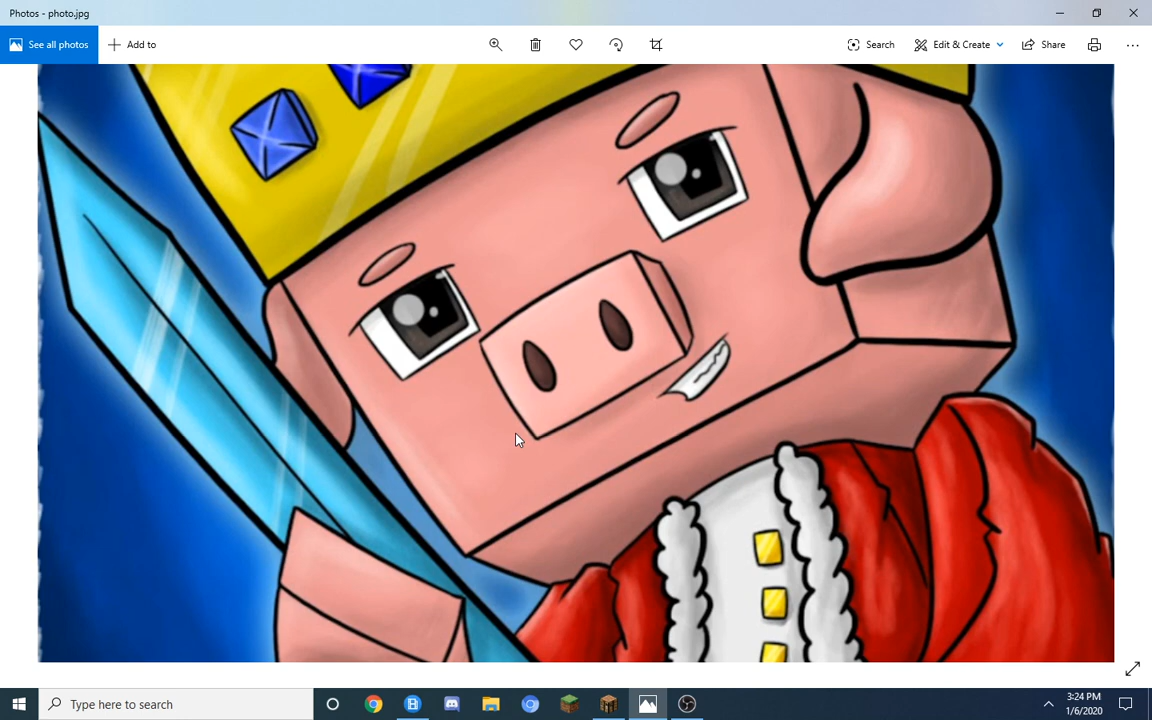 Photos - photo.jpg
See all photos
Add to
Search
Edit & Create
Share
Type here to search
3:24 PM
1/6/2020